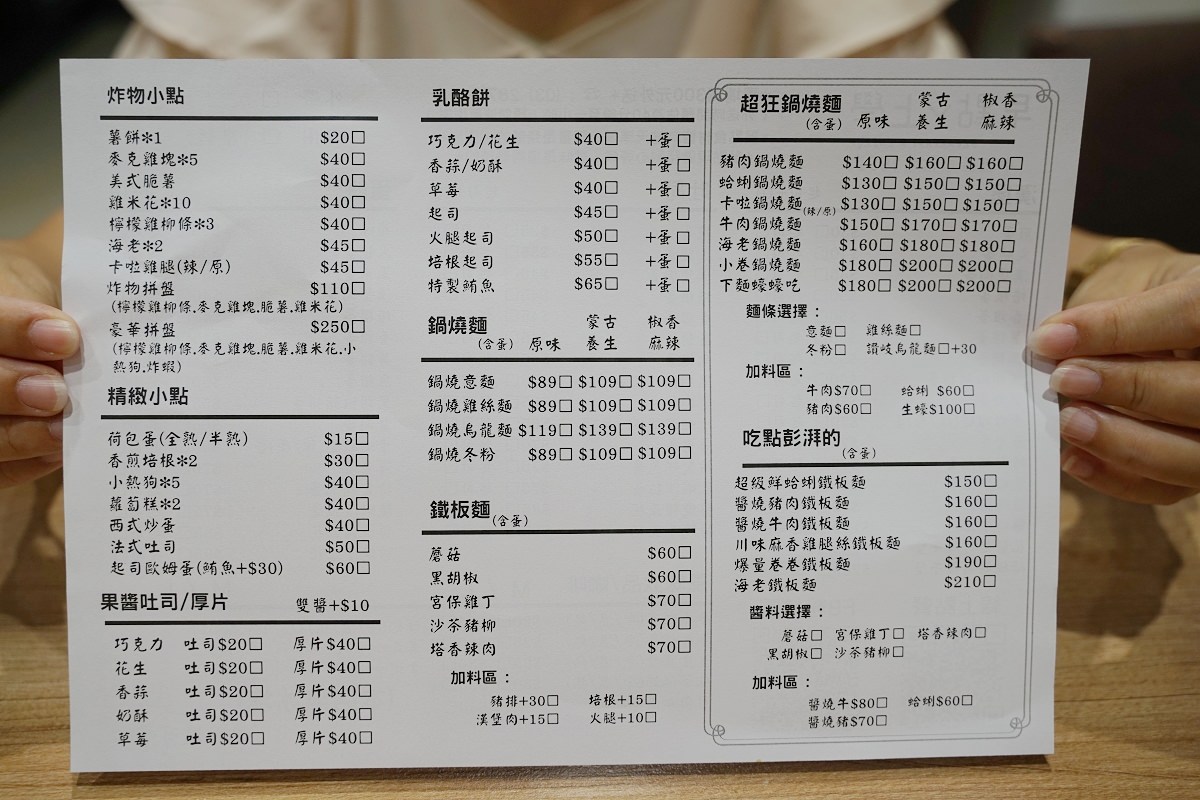 炸物小點
薯餅*1 $20□
麥克雞塊*5 $40□
美式脆薯 $40□
雞米花*10 $40□
檸檬雞柳條*3 $40□
海老*2 $45□
卡啦雞腿(辣/原) $45□
炸物拼盤 $110□
(檸檬雞柳條.麥克雞塊.脆薯.雞米花)
豪華拼盤 $250□
(檸檬雞柳條.麥克雞塊.脆薯.雞米花.小
熱狗.炸蝦)
精緻小點
荷包蛋(全熟/半熟) $15□
香煎培根*2 $30□
小熱狗*5 $40□
蘿蔔糕*2 $40□
西式炒蛋 $40□
法式吐司 $50□
起司歐姆蛋(鮪魚+$30) $60□
果醬吐司/厚片 雙醬+$10
巧克力 吐司$20□ 厚片$40□
花生 吐司$20□ 厚片$40□
香蒜 吐司$20□ 厚片$40□
奶酥 吐司$20□ 厚片$40□
草莓 吐司$20□ 厚片$40□
乳酪餅
巧克力/花生 $40□ +蛋□
香蒜/奶酥 $40□ +蛋□
草莓 $40□ +蛋□
起司 $45□ +蛋□
火腿起司 $50□ +蛋□
培根起司 $55□ +蛋□
特製鮪魚 $65□ +蛋□
鍋燒麵 (含蛋) 原味 蒙古養生 椒香麻辣
鍋燒意麵 $89□ $109□ $109□
鍋燒雞絲麵 $89□ $109□ $109□
鍋燒烏龍麵 $119□ $139□ $139□
鍋燒冬粉 $89□ $109□ $109□
鐵板麵(含蛋)
蘑菇 $60□
黑胡椒 $60□
宮保雞丁 $70□
沙茶豬柳 $70□
塔香辣肉 $70□
加料區：
豬排+30□ 培根+15□
漢堡肉+15□ 火腿+10□
超狂鍋燒麵 (含蛋) 原味 蒙古養生 椒香麻辣
豬肉鍋燒麵 $140□ $160□ $160□
蛤蜊鍋燒麵 $130□ $150□ $150□
卡啦鍋燒麵(辣/原) $130□ $150□ $150□
牛肉鍋燒麵 $150□ $170□ $170□
海老鍋燒麵 $160□ $180□ $180□
小卷鍋燒麵 $180□ $200□ $200□
下麵蠔蠔吃 $180□ $200□ $200□
麵條選擇：
意麵□ 雞絲麵□
冬粉□ 讚岐烏龍麵□+30
加料區：
牛肉$70□ 蛤蜊 $60□
豬肉$60□ 生蠔$100□
吃點彭湃的
(含蛋)
超級鮮蛤蜊鐵板麵 $150□
醬燒豬肉鐵板麵 $160□
醬燒牛肉鐵板麵 $160□
川味麻香雞腿絲鐵板麵 $160□
爆量卷卷鐵板麵 $190□
海老鐵板麵 $210□
醬料選擇：
蘑菇□ 宮保雞丁□ 塔香辣肉□
黑胡椒□ 沙茶豬柳□
加料區：
醬燒牛$80□ 蛤蜊$60□
醬燒豬$70□